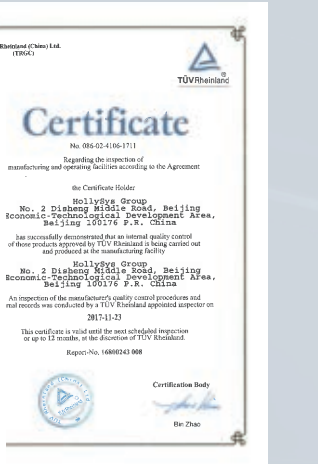 Rheinland (China) Ltd.
(TRGC)
TÜVRheinland®
Certificate
No. 086-02-4106-1711
Regarding the inspection of
manufacturing and operating facilities according to the Agreement
the Certificate Holder
HollySys Group
No. 2 Disheng Middle Road, Beijing
Economic-Technological Development Area,
Beijing 100176 P.R. China
has successfully demonstrated that an internal quality control
of those products approved by TÜV Rheinland is being carried out
and produced at the manufacturing facility
HollySys Group
No. 2 Disheng Middle Road, Beijing
Economic-Technological Development Area,
Beijing 100176 P.R. China
An inspection of the manufacturer's quality control procedures and
rnal records was conducted by a TÜV Rheinland appointed inspector on
2017-11-23
This certificate is valid until the next scheduled inspection
or up to 12 months, at the discretion of TÜV Rheinland.
Report-No. 16800243 008
Certification Body
Bin Zhao